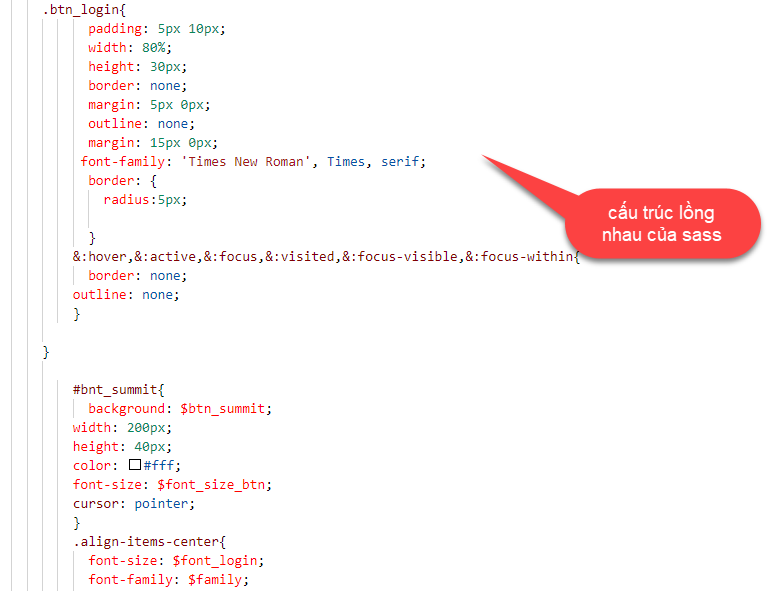 .btn_login{
padding: 5px 10px;
width: 80%;
height: 30px;
border: none;
margin: 5px 0px;
outline: none;
margin: 15px 0px;
font-family: 'Times New Roman', Times, serif;
border: {
radius:5px;
}
&:hover,&:active,&:focus,&:visited,&:focus-visible,&:focus-within{
border: none;
outline: none;
}
}
#bnt_summit{
background: $btn_summit;
width: 200px;
height: 40px;
color: #fff;
font-size: $font_size_btn;
cursor: pointer;
}
.align-items-center{
font-size: $font_login;
font-family: $family;
cấu trúc lồng
nhau của sass